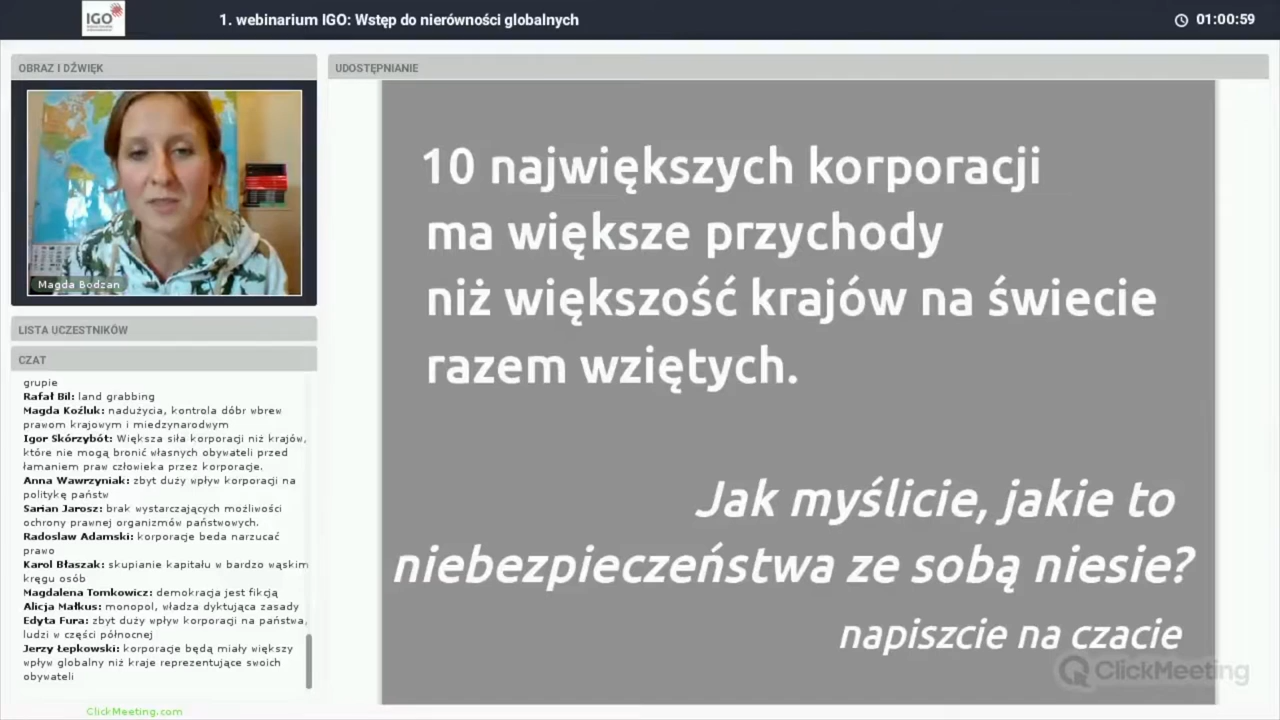 IGO
1. webinarium IGO: Wstęp do nierówności globalnych
01:00:59
OBRAZ I DŹWIĘK
Magda Bodzan
LISTA UCZESTNIKÓW
CZAT
grupie
Rafał Bil: land grabbing
Magda Koźluk: nadużycia, kontrola dóbr wbrew
prawom krajowym i miedzynarodwym
Igor Skórzybót: Większa siła korporacji niż krajów,
które nie mogą bronić własnych obywateli przed
łamaniem praw człowieka przez korporacje.
Anna Wawrzyniak: zbyt duży wpływ korporacji na
politykę państw
Sarian Jarosz: brak wystarczających możliwości
ochrony prawnej organizmów państwowych.
Radoslaw Adamski: korporacje beda narzucać
prawo
Karol Błaszak: skupianie kapitału w bardzo wąskim
kręgu osób
Magdalena Tomkowicz: demokracja jest fikcją
Alicja Małkus: monopol, władza dyktująca zasady
Edyta Fura: zbyt duży wpływ korporacji na państwa,
ludzi w części północnej
Jerzy Łepkowski: korporacje będą miały większy
wpływ globalny niż kraje reprezentujące swoich
obywateli
ClickMeeting.com
UDOSTĘPNIANIE
10 największych korporacji
ma większe przychody
niż większość krajów na świecie
razem wziętych.
Jak myślicie, jakie to
niebezpieczeństwa ze sobą niesie?
napiszcie na czacie
ClickMeeting